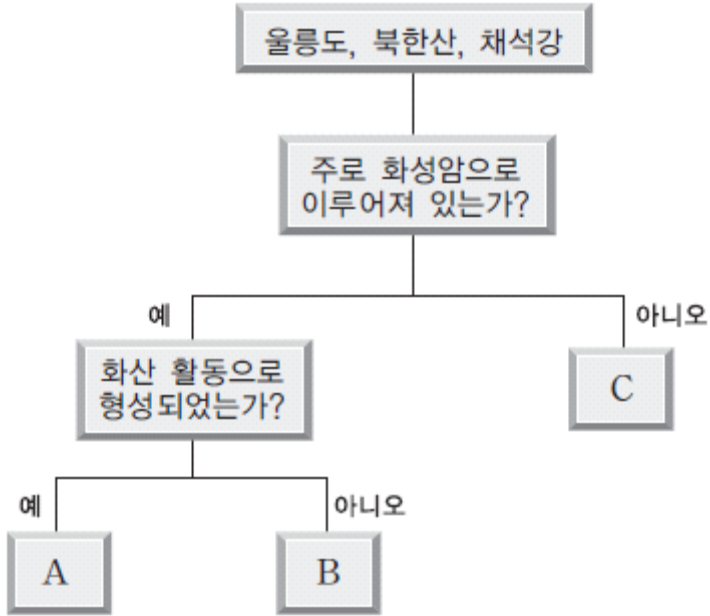 울릉도, 북한산, 채석강
주로 화성암으로
이루어져 있는가?
예
아니오
화산 활동으로
형성되었는가?
C
예
아니오
A
B